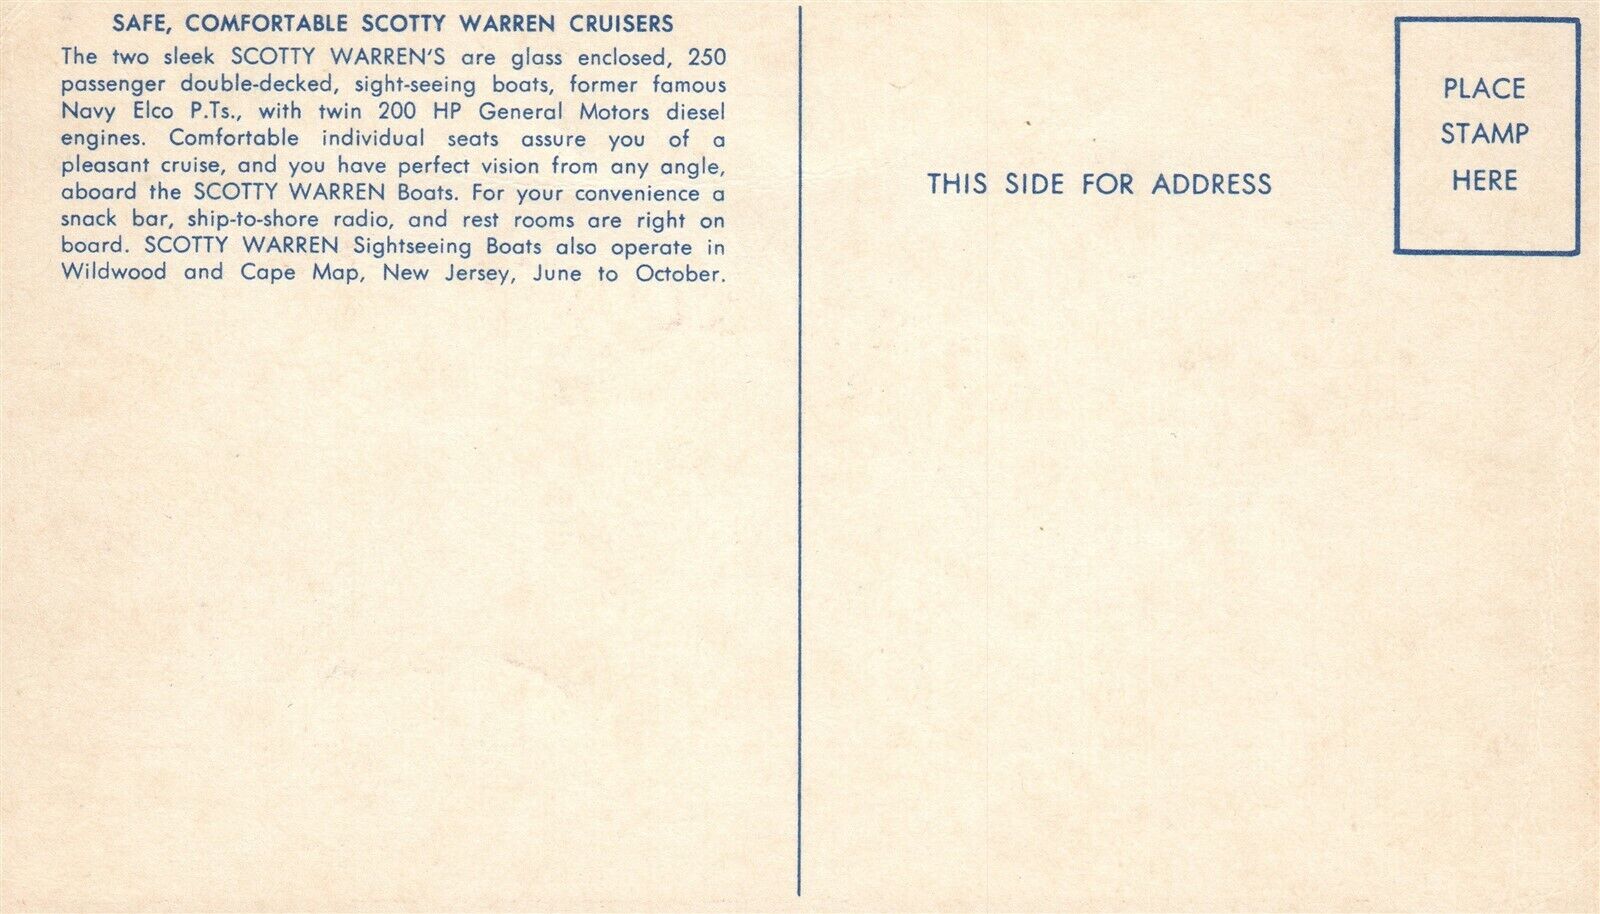 SAFE, COMFORTABLE SCOTTY WARREN CRUISERS
The two sleek SCOTTY WARREN'S are glass enclosed, 250
passenger double-decked, sight-seeing boats, former famous
Navy Elco P.Ts., with twin 200 HP General Motors diesel
engines. Comfortable individual seats assure you of a
pleasant cruise, and you have perfect vision from any angle,
aboard the SCOTTY WARREN Boats. For your convenience a
snack bar, ship-to-shore radio, and rest rooms are right on
board. SCOTTY WARREN Sightseeing Boats also operate in
Wildwood and Cape Map, New Jersey, June to October.
THIS SIDE FOR ADDRESS
PLACE
STAMP
HERE